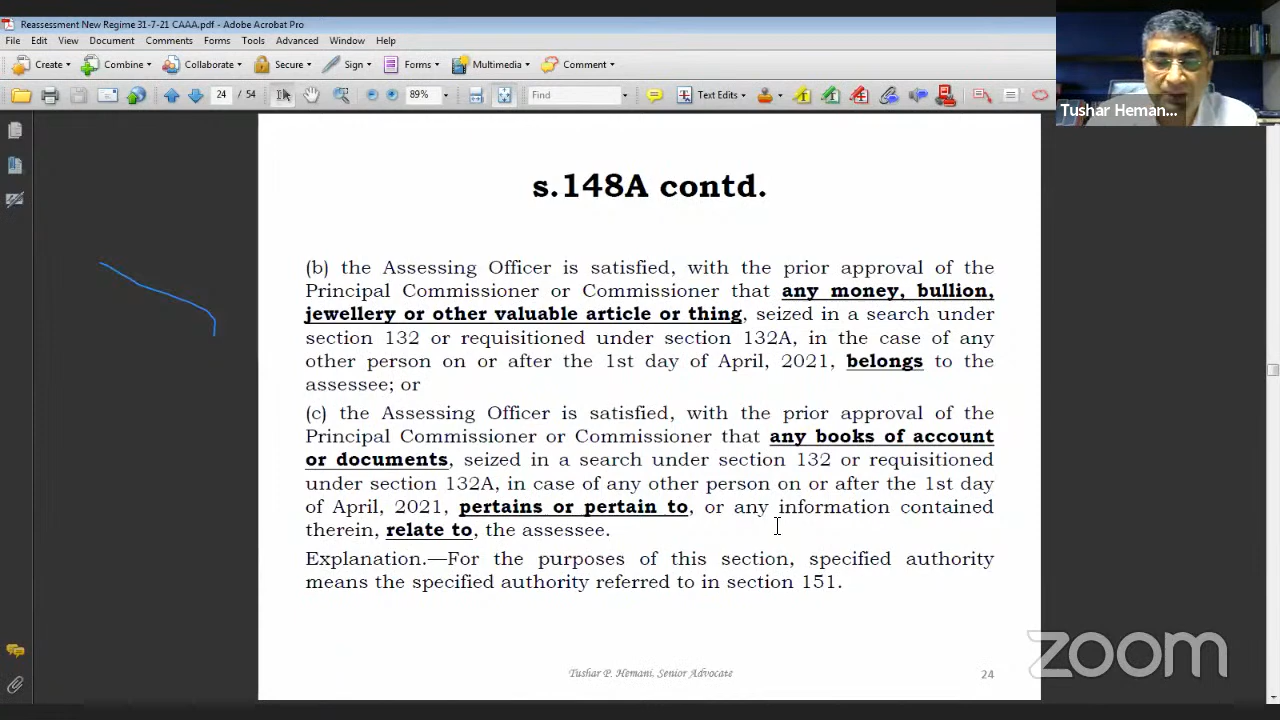 Reassessment New Regime 31-7-21 CAAA.pdf - Adobe Acrobat Pro
File Edit View Document Comments Forms Tools Advanced Window Help
Create Combine Collaborate Secure Sign Forms Multimedia Comment
24 / 54 89% Find Text Edits
Tushar Heman...
s.148A contd.
(b) the Assessing Officer is satisfied, with the prior approval of the
Principal Commissioner or Commissioner that any money, bullion,
jewellery or other valuable article or thing, seized in a search under
section 132 or requisitioned under section 132A, in the case of any
other person on or after the 1st day of April, 2021, belongs to the
assessee; or
(c) the Assessing Officer is satisfied, with the prior approval of the
Principal Commissioner or Commissioner that any books of account
or documents, seized in a search under section 132 or requisitioned
under section 132A, in case of any other person on or after the 1st day
of April, 2021, pertains or pertain to, or any information contained
therein, relate to, the assessee.
Explanation.—For the purposes of this section, specified authority
means the specified authority referred to in section 151.
Tushar P. Hemani, Senior Advocate
24
zoom